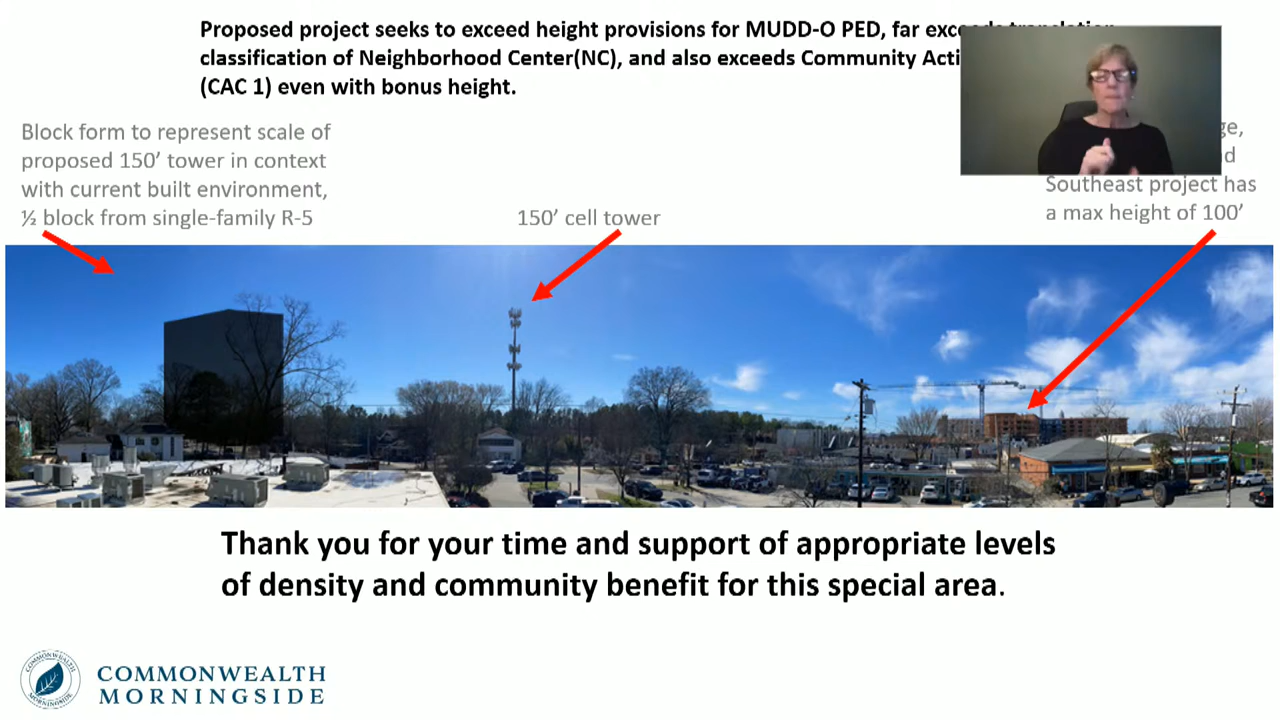 Proposed project seeks to exceed height provisions for MUDD-O PED, far exceeds translation
classification of Neighborhood Center(NC), and also exceeds Community
(CAC 1) even with bonus height.
Block form to represent scale of
proposed 150’ tower in context
with current built environment,
½ block from single-family R-5
150’ cell tower
Southeast project has
a max height of 100’
Thank you for your time and support of appropriate levels
of density and community benefit for this special area.
COMMONWEALTH
MORNINGSIDE
COMMONWEALTH
MORNINGSIDE